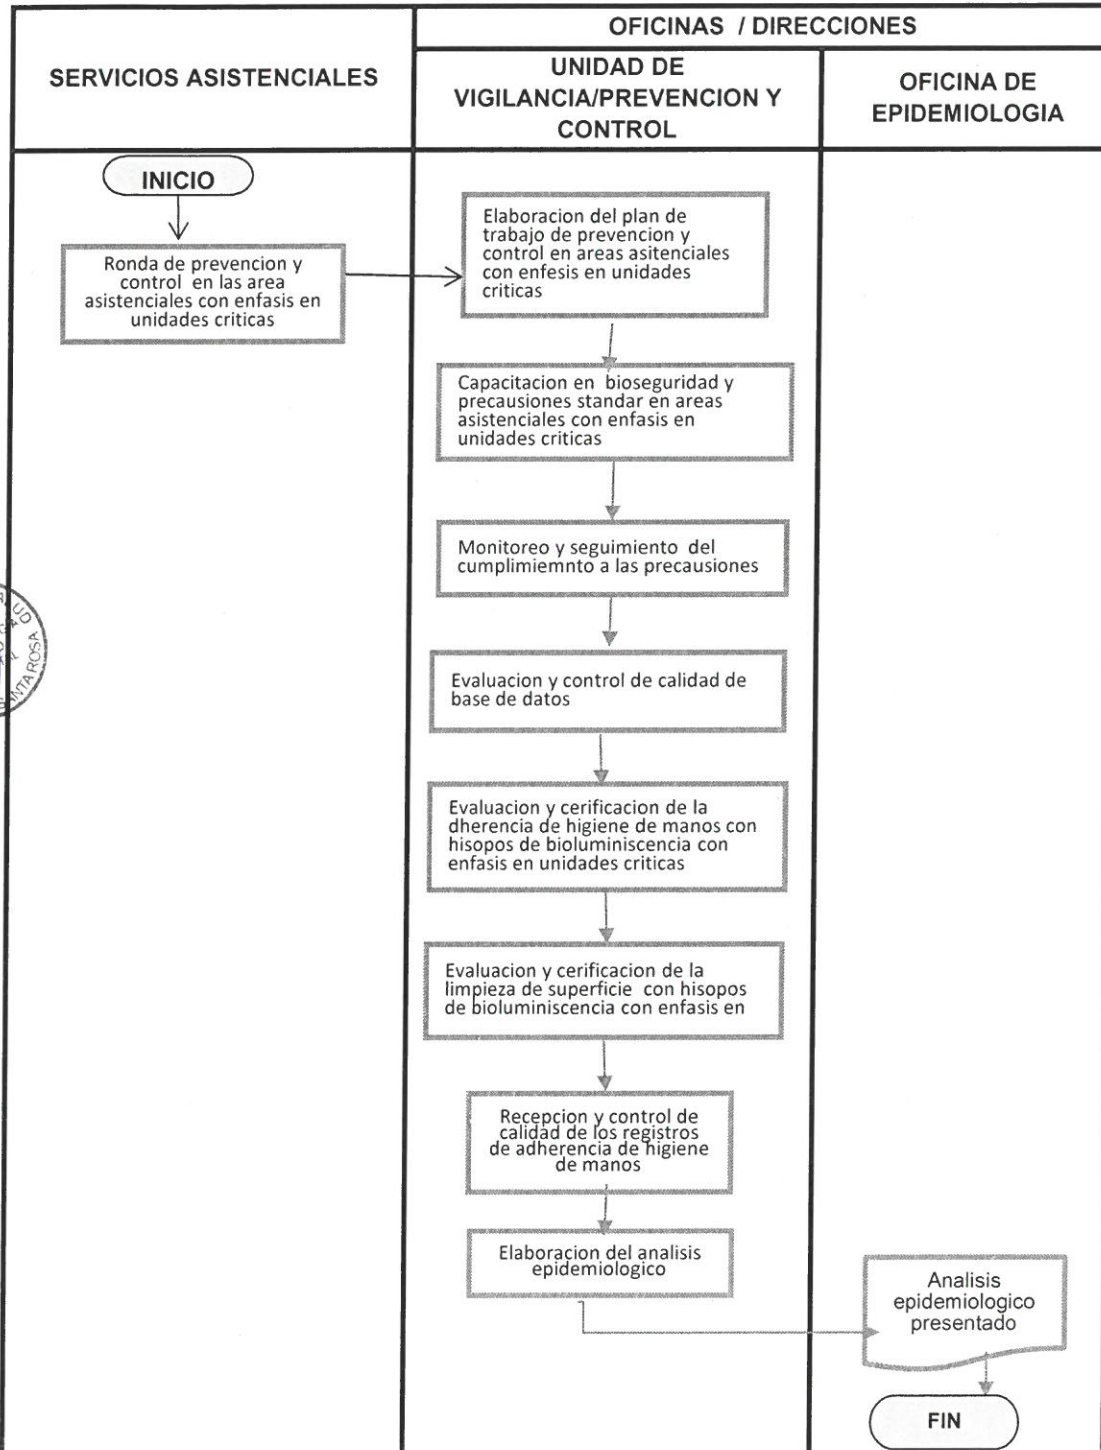 OFICINAS / DIRECCIONES
SERVICIOS ASISTENCIALES
UNIDAD DE
VIGILANCIA/PREVENCION Y
CONTROL
OFICINA DE
EPIDEMIOLOGIA
INICIO
Ronda de prevencion y
control en las area
asistenciales con enfasis en
unidades criticas
Elaboracion del plan de
trabajo de prevencion y
control en areas asitenciales
con enfesis en unidades
criticas
Capacitacion en bioseguridad y
precausiones standar en areas
asistenciales con enfasis en
unidades criticas
Monitoreo y seguimiento del
cumplimiemnto a las precausiones
Evaluacion y control de calidad de
base de datos
Evaluacion y cerificacion de la
dherencia de higiene de manos con
hisopos de bioluminiscencia con
enfasis en unidades criticas
Evaluacion y cerificacion de la
limpieza de superficie con hisopos
de bioluminiscencia con enfasis en
Recepcion y control de
calidad de los registros
de adherencia de higiene
de manos
Elaboracion del analisis
epidemiologico
Analisis
epidemiologico
presentado
FIN
SANTA ROSA